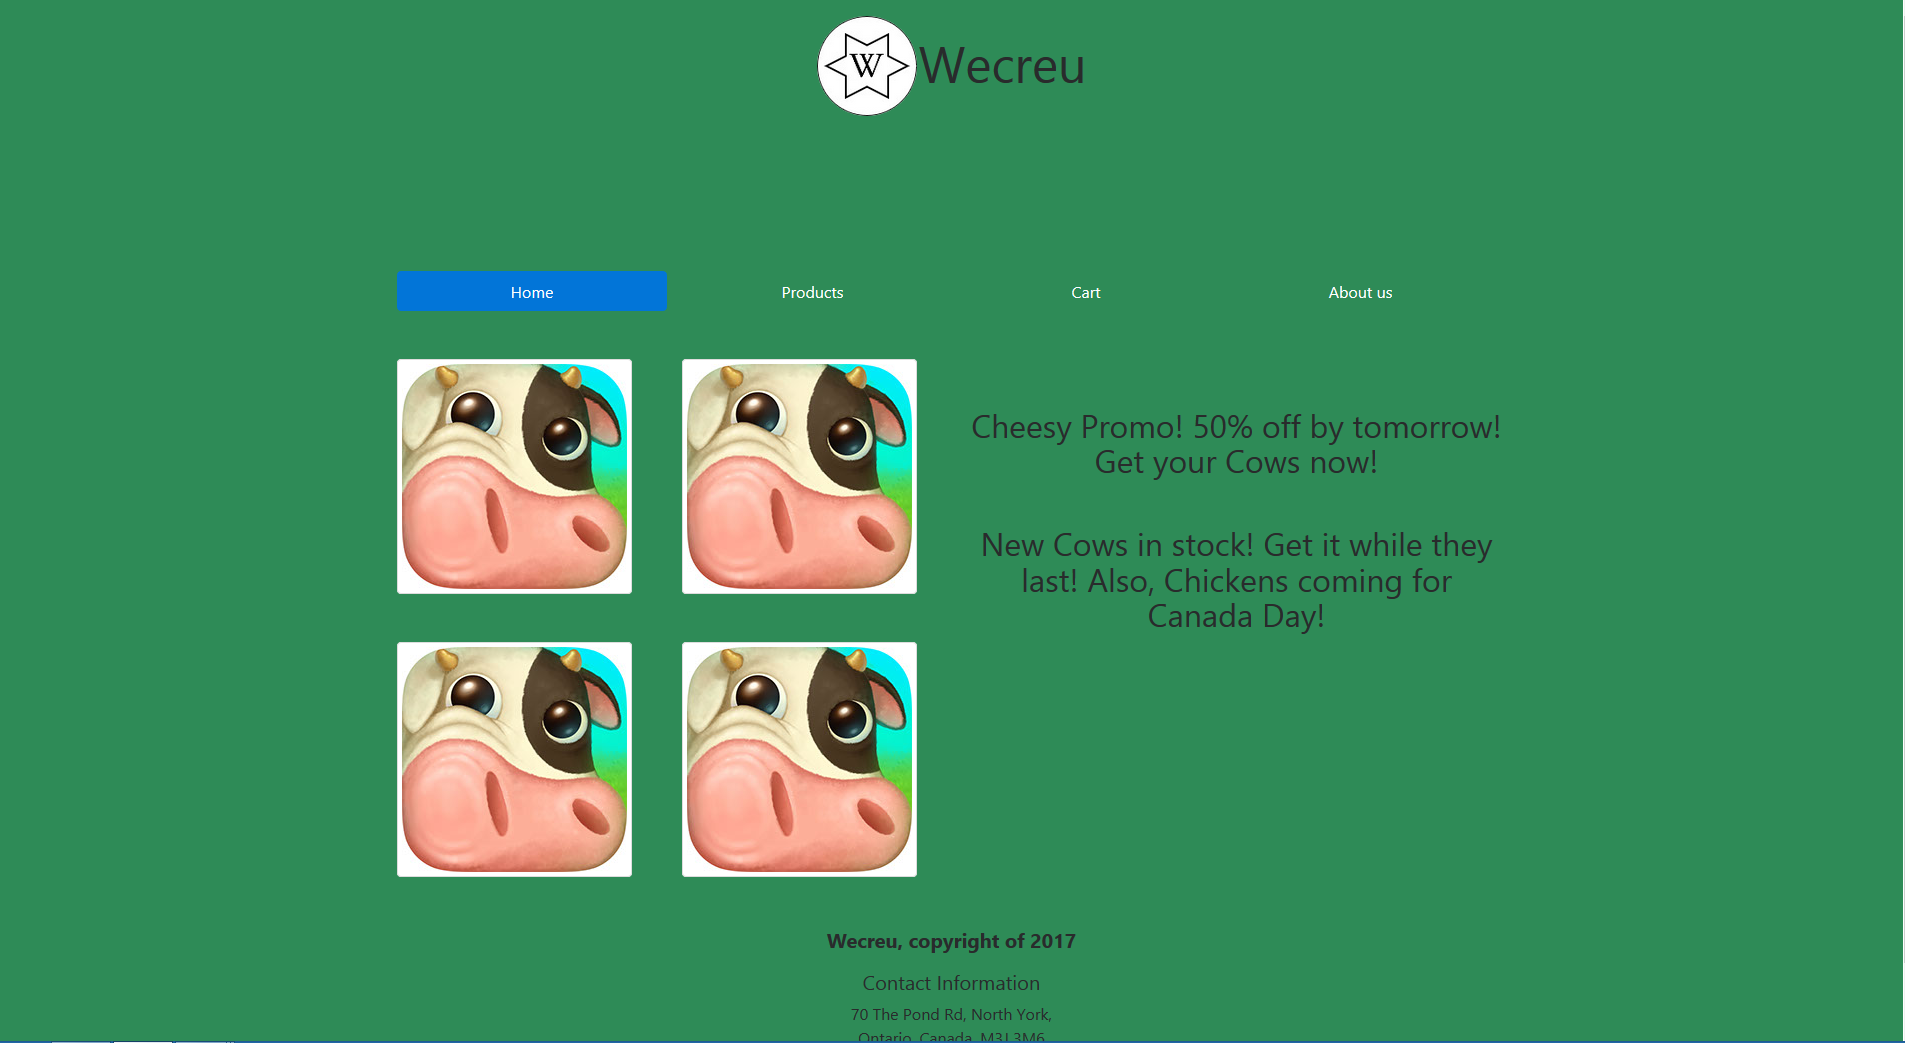 W
Wecreu
Home
Products
Cart
About us
Cheesy Promo! 50% off by tomorrow!
Get your Cows now!
New Cows in stock! Get it while they
last! Also, Chickens coming for
Canada Day!
Wecreu, copyright of 2017
Contact Information
70 The Pond Rd, North York,
Ontario, Canada, M3J 3M6